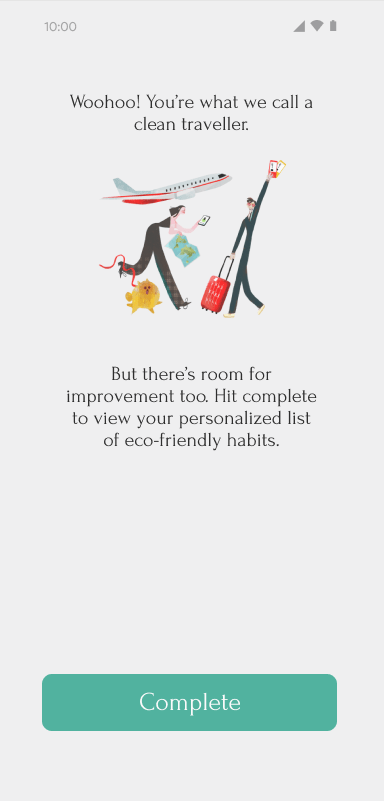 10:00
Woohoo! You’re what we call a
clean traveller.
But there’s room for
improvement too. Hit complete
to view your personalized list
of eco-friendly habits.
Complete